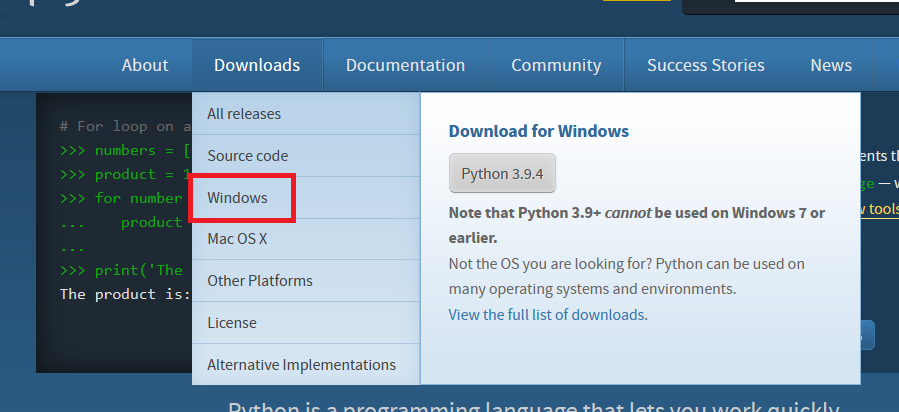 About Downloads Documentation Community Success Stories News
# For loop on a
>>> numbers = [
>>> product = 1
>>> for number
... product
...
>>> print('The
The product is:
All releases
Source code
Windows
Mac OS X
Other Platforms
License
Alternative Implementations
Download for Windows
Python 3.9.4
Note that Python 3.9+ cannot be used on Windows 7 or
earlier.
Not the OS you are looking for? Python can be used on
many operating systems and environments.
View the full list of downloads.
— w
tools
Python is a programming language that lets you work quickly